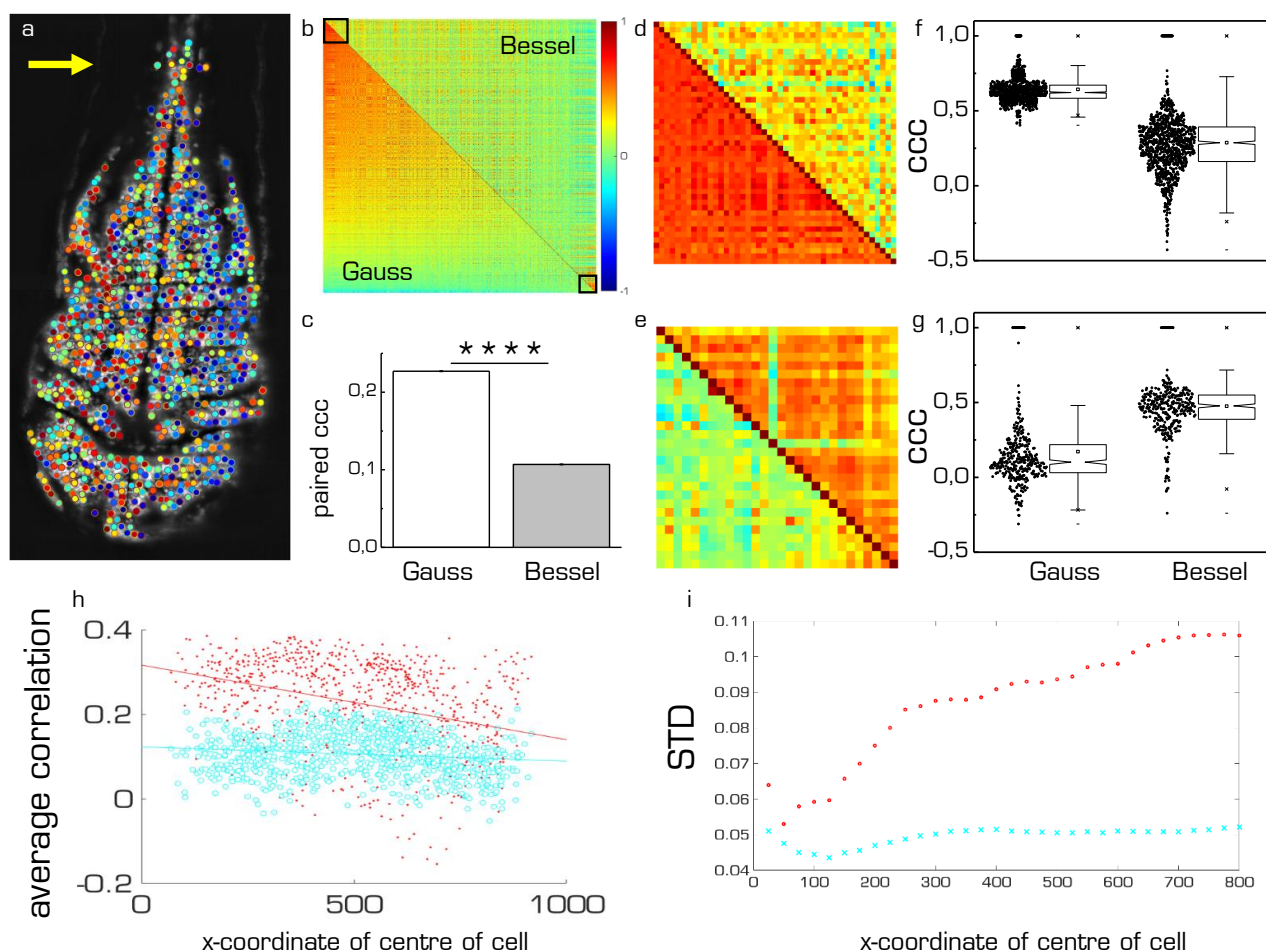 a
b
Bessel
Gauss
1
0
-1
c
* * * *
paired ccc
0,2
0,1
0,0
Gauss
Bessel
d
e
f
ccc
1,0
0,5
0,0
-0,5
g
ccc
1,0
0,5
0,0
-0,5
Gauss
Bessel
h
average correlation
0.4
0.2
0
-0.2
0
500
1000
x-coordinate of centre of cell
i
STD
0.11
0.1
0.09
0.08
0.07
0.06
0.05
0.04
0
100
200
300
400
500
600
700
800
x-coordinate of centre of cell